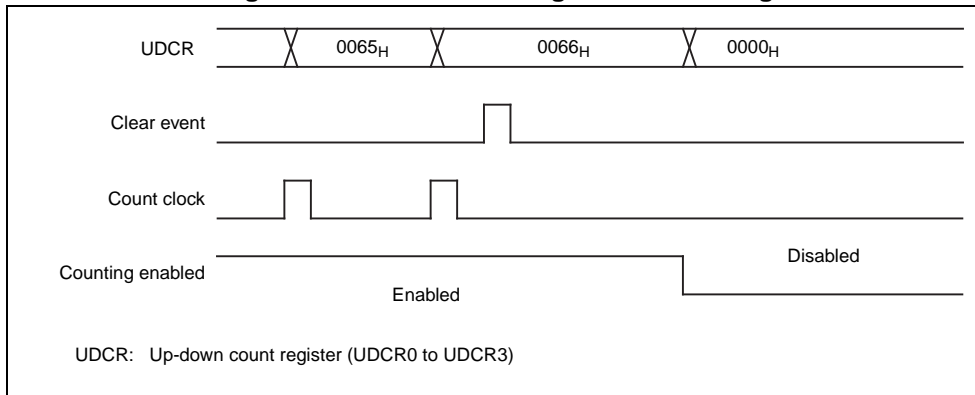 UDCR 0065H 0066H 0000H
Clear event
Count clock
Counting enabled Enabled Disabled
UDCR: Up-down count register (UDCR0 to UDCR3)